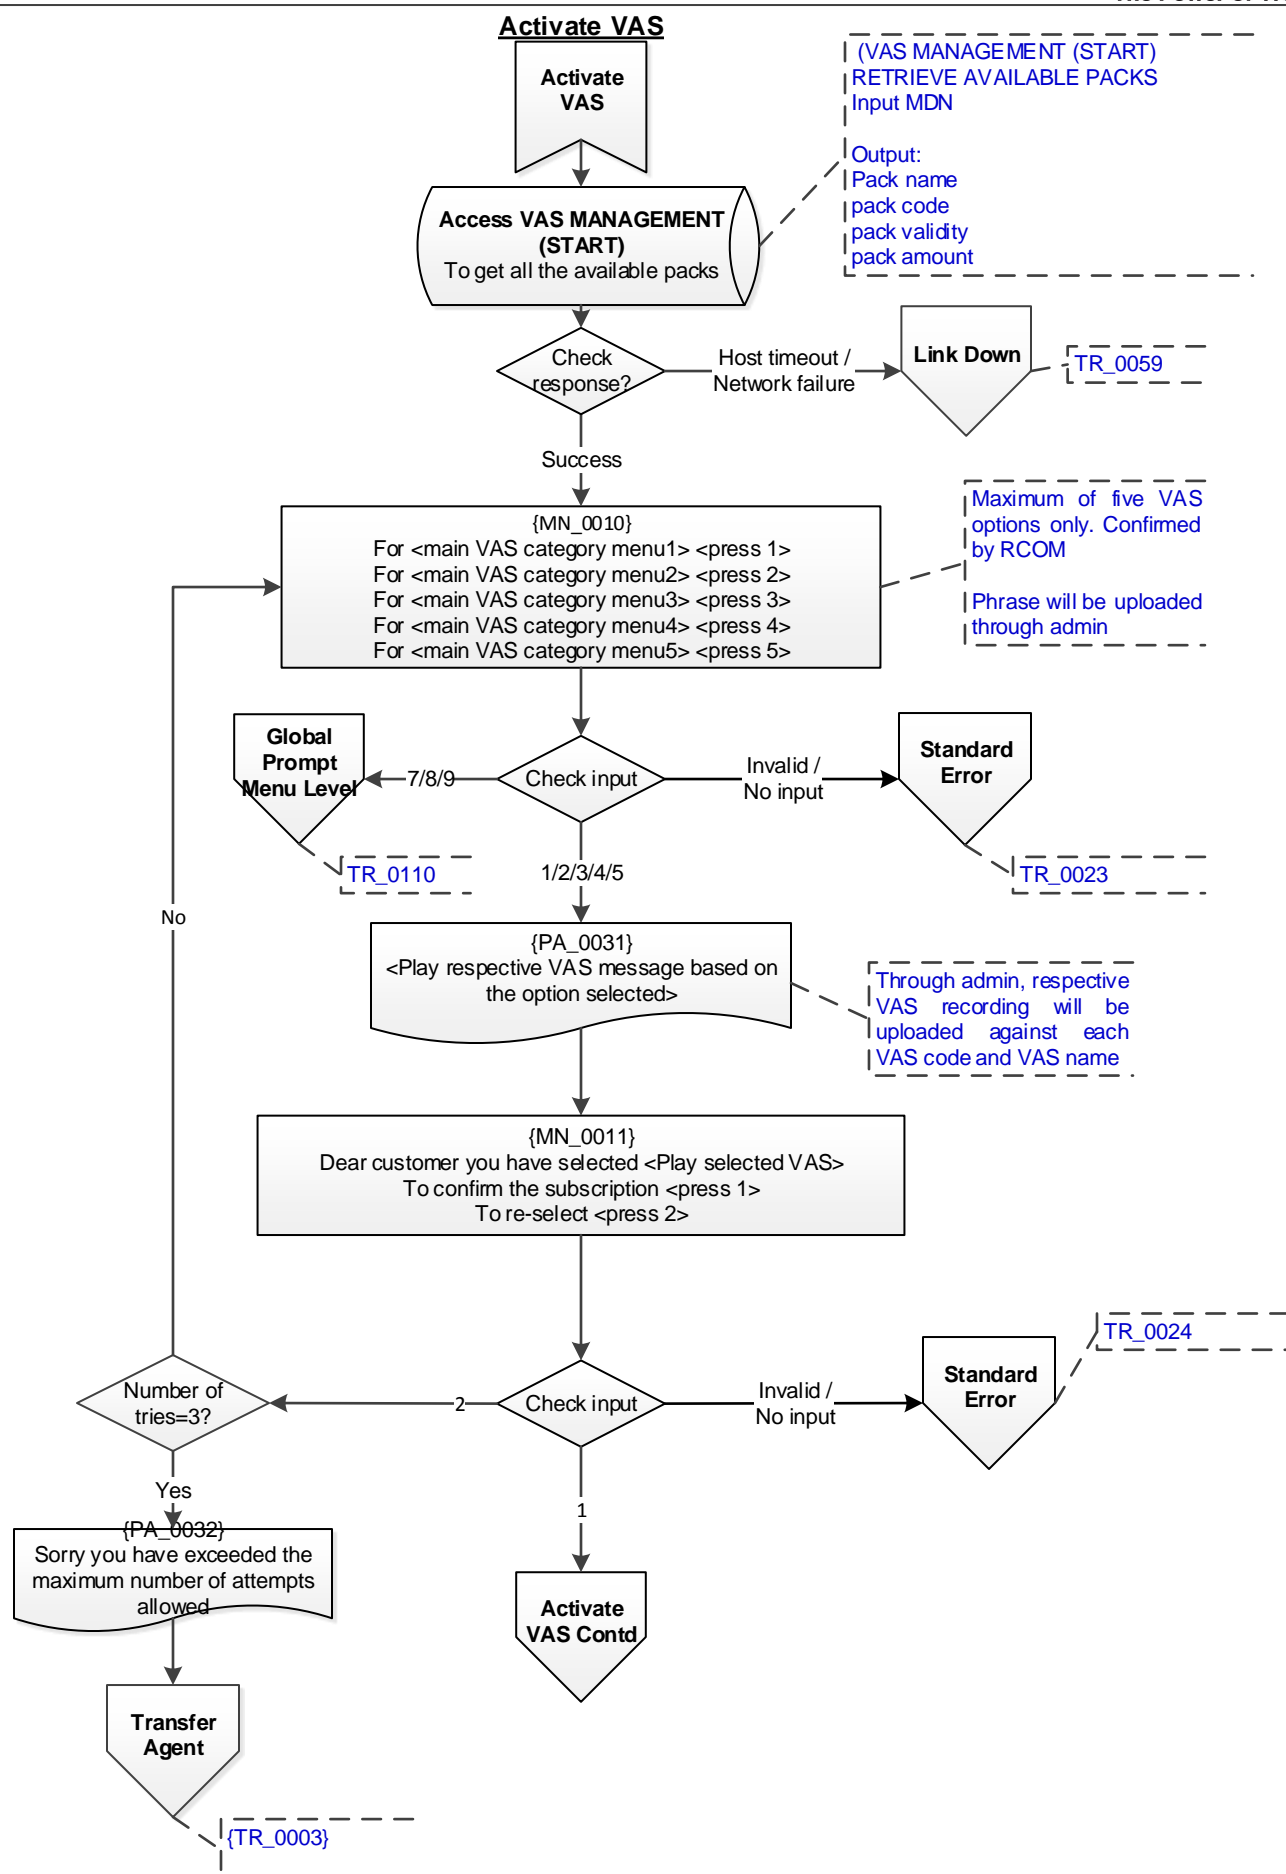 Activate VAS
Activate
VAS
(VAS MANAGEMENT (START)
RETRIEVE AVAILABLE PACKS
Input MDN
Output:
Pack name
pack code
pack validity
pack amount
Access VAS MANAGEMENT
(START)
To get all the available packs
Check
response?
Host timeout /
Network failure
Link Down
TR_0059
Success
{MN_0010}
For <main VAS category menu1> <press 1>
For <main VAS category menu2> <press 2>
For <main VAS category menu3> <press 3>
For <main VAS category menu4> <press 4>
For <main VAS category menu5> <press 5>
Maximum of five VAS
options only. Confirmed
by RCOM
Phrase will be uploaded
through admin
Global
Prompt
Menu Level
7/8/9
Check input
Invalid /
No input
Standard
Error
TR_0110
1/2/3/4/5
TR_0023
No
{PA_0031}
<Play respective VAS message based on
the option selected>
Through admin, respective
VAS recording will be
uploaded against each
VAS code and VAS name
{MN_0011}
Dear customer you have selected <Play selected VAS>
To confirm the subscription <press 1>
To re-select <press 2>
TR_0024
Number of
tries=3?
2
Check input
Invalid /
No input
Standard
Error
Yes
1
{PA_0032}
Sorry you have exceeded the
maximum number of attempts
allowed
Activate
VAS Contd
Transfer
Agent
{TR_0003}